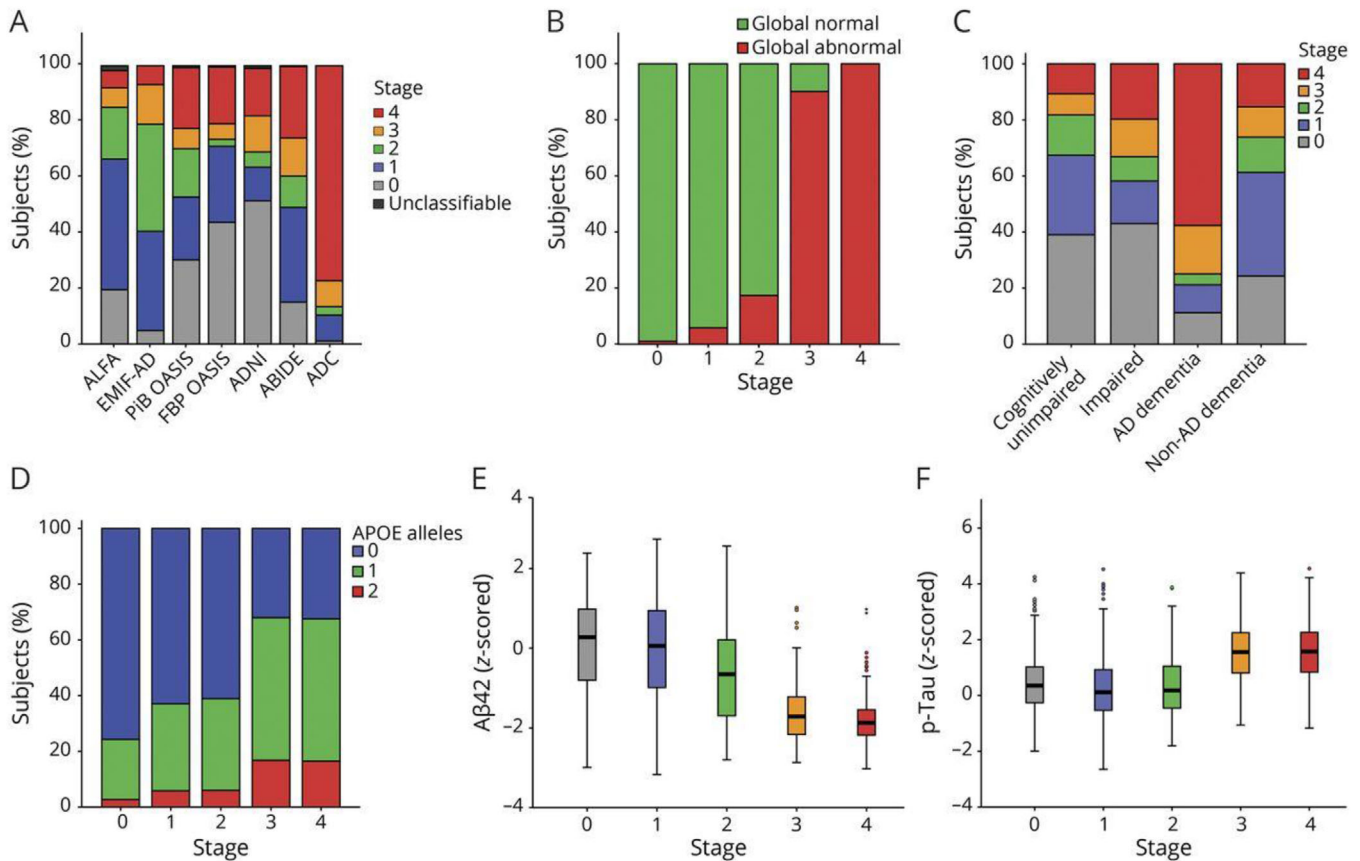 A
Subjects (%)
100
80
60
40
20
0
ALFA
EMIF-AD
PiB OASIS
FBP OASIS
ADNI
ABIDE
ADC
Stage
4
3
2
1
0
Unclassifiable
B
Global normal
Global abnormal
Subjects (%)
100
80
60
40
20
0
0 1 2 3 4
Stage
C
Subjects (%)
100
80
60
40
20
0
Cognitively
unimpaired
Impaired
AD dementia
Non-AD dementia
Stage
4
3
2
1
0
D
Subjects (%)
100
80
60
40
20
0
0 1 2 3 4
Stage
APOE alleles
0
1
2
E
Aβ42 (z-scored)
4
2
0
−2
−4
0 1 2 3 4
Stage
F
p-Tau (z-scored)
6
4
2
0
−2
−4
0 1 2 3 4
Stage